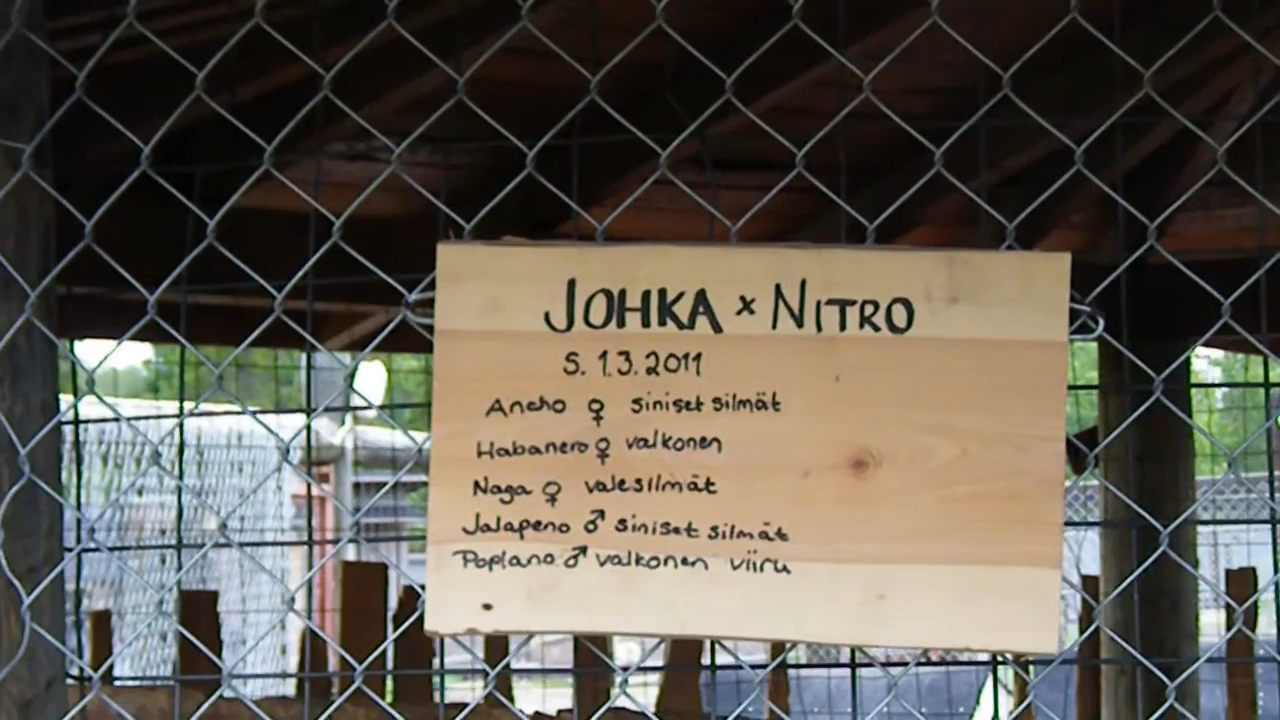 JOHKA x NITRO
S. 1.3.2011
Ancho ♀ siniset silmät
Habanero ♀ valkonen
Naga ♀ valesilmät
Jalapeno ♂ siniset silmät
Poplano ♂ valkonen viiru